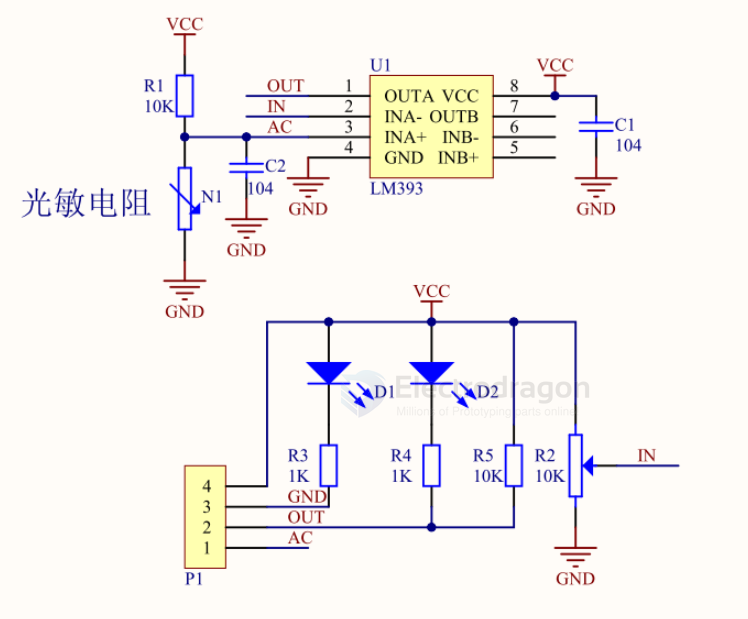 VCC
R1
10K
OUT
IN
AC
C2
104
光敏电阻
N1
GND
GND
U1
1
2
3
4
OUTA VCC
INA- OUTB
INA+ INB-
GND INB+
8
7
6
5
LM393
GND
VCC
C1
104
GND
VCC
D1
D2
Electrodragon
Millions of Prototyping parts online!
R3
1K
R4
1K
R5
10K
R2
10K
IN
4
3
2
1
GND
OUT
AC
P1
GND